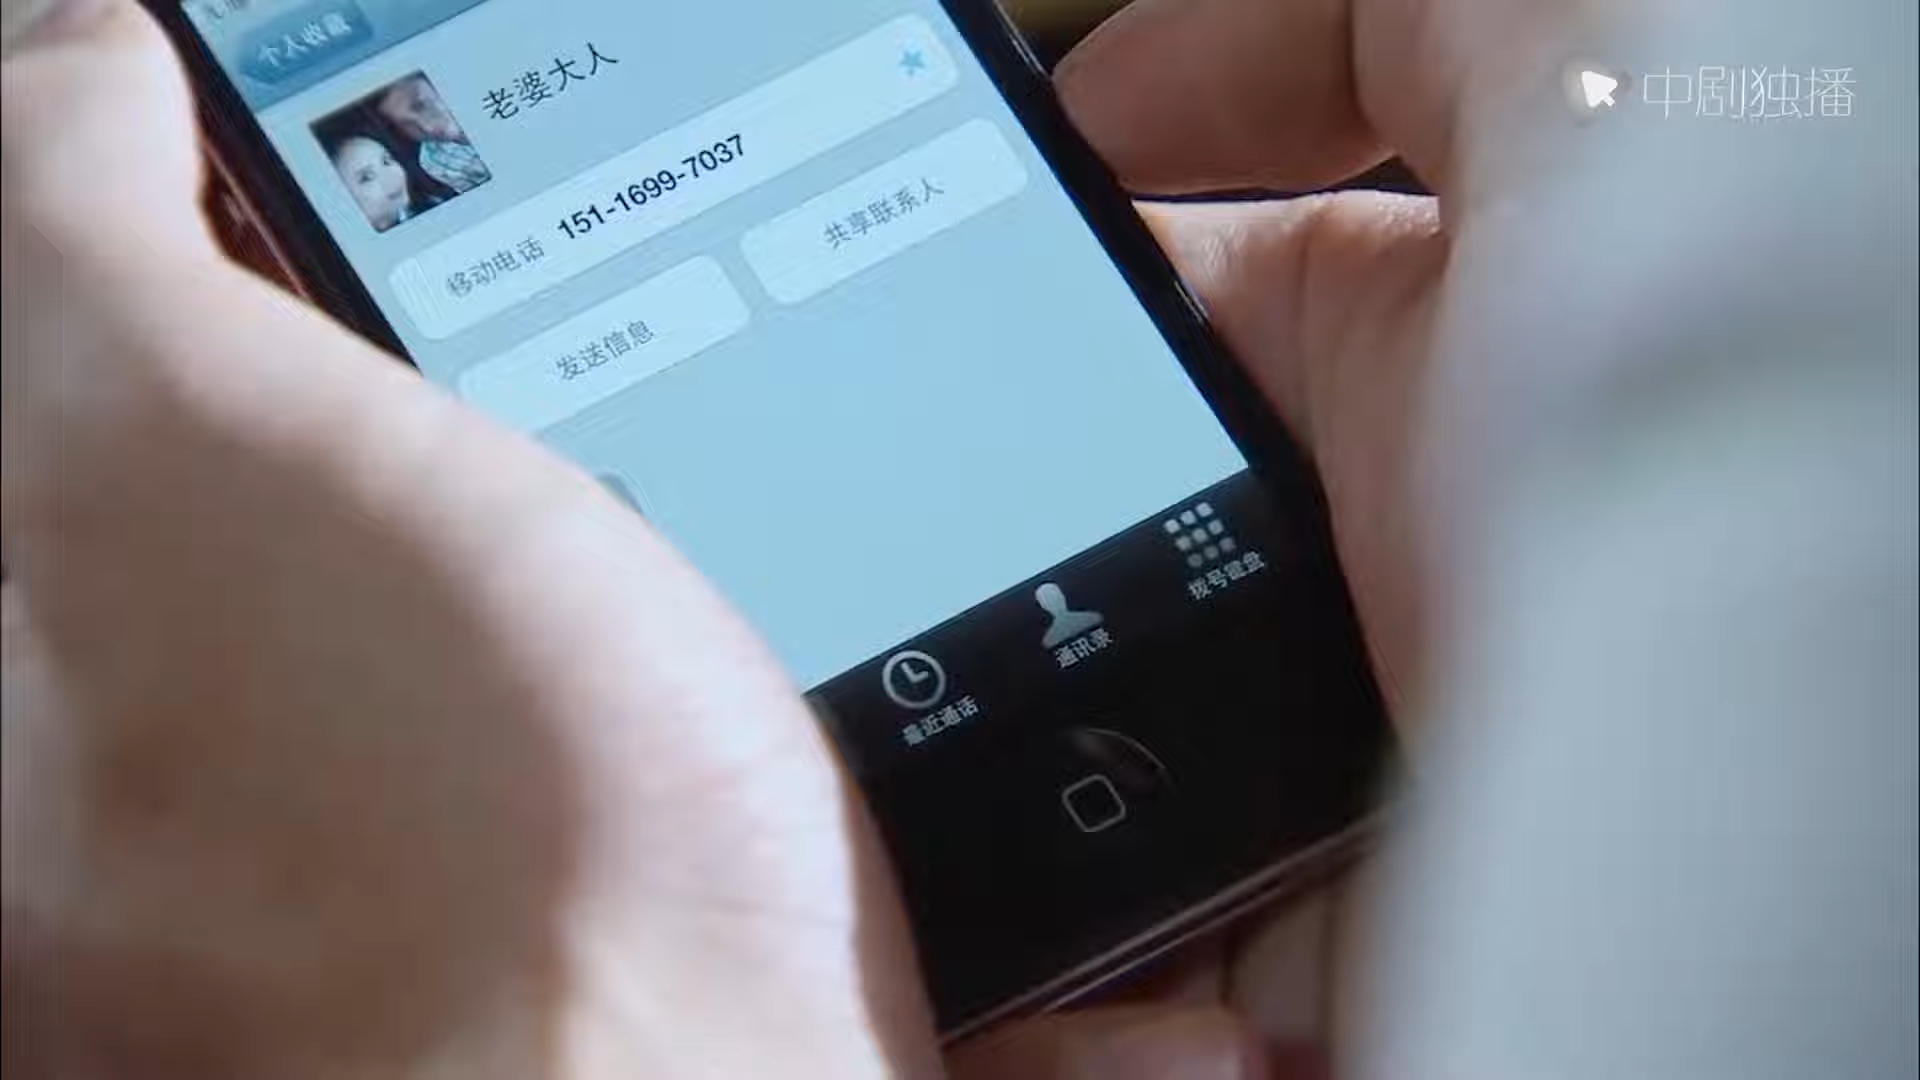 个人收藏
老婆大人
移动电话 151-1699-7037
发送信息
共享联系人
最近通话
通讯录
拨号键盘
中剧独播